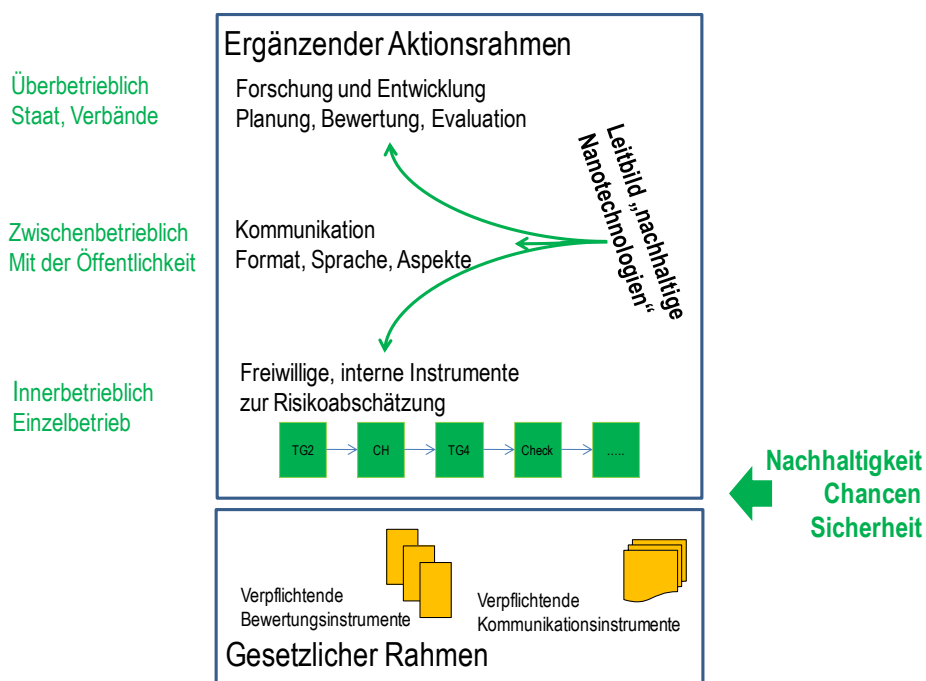 Ergänzender Aktionsrahmen
Überbetrieblich
Staat, Verbände
Forschung und Entwicklung
Planung, Bewertung, Evaluation
Leitbild „nachhaltige
Nanotechnologien“
Zwischenbetrieblich
Mit der Öffentlichkeit
Kommunikation
Format, Sprache, Aspekte
Innerbetrieblich
Einzelbetrieb
Freiwillige, interne Instrumente
zur Risikoabschätzung
TG2
CH
TG4
Check
.....
Nachhaltigkeit
Chancen
Sicherheit
Verpflichtende
Bewertungsinstrumente
Verpflichtende
Kommunikationsinstrumente
Gesetzlicher Rahmen